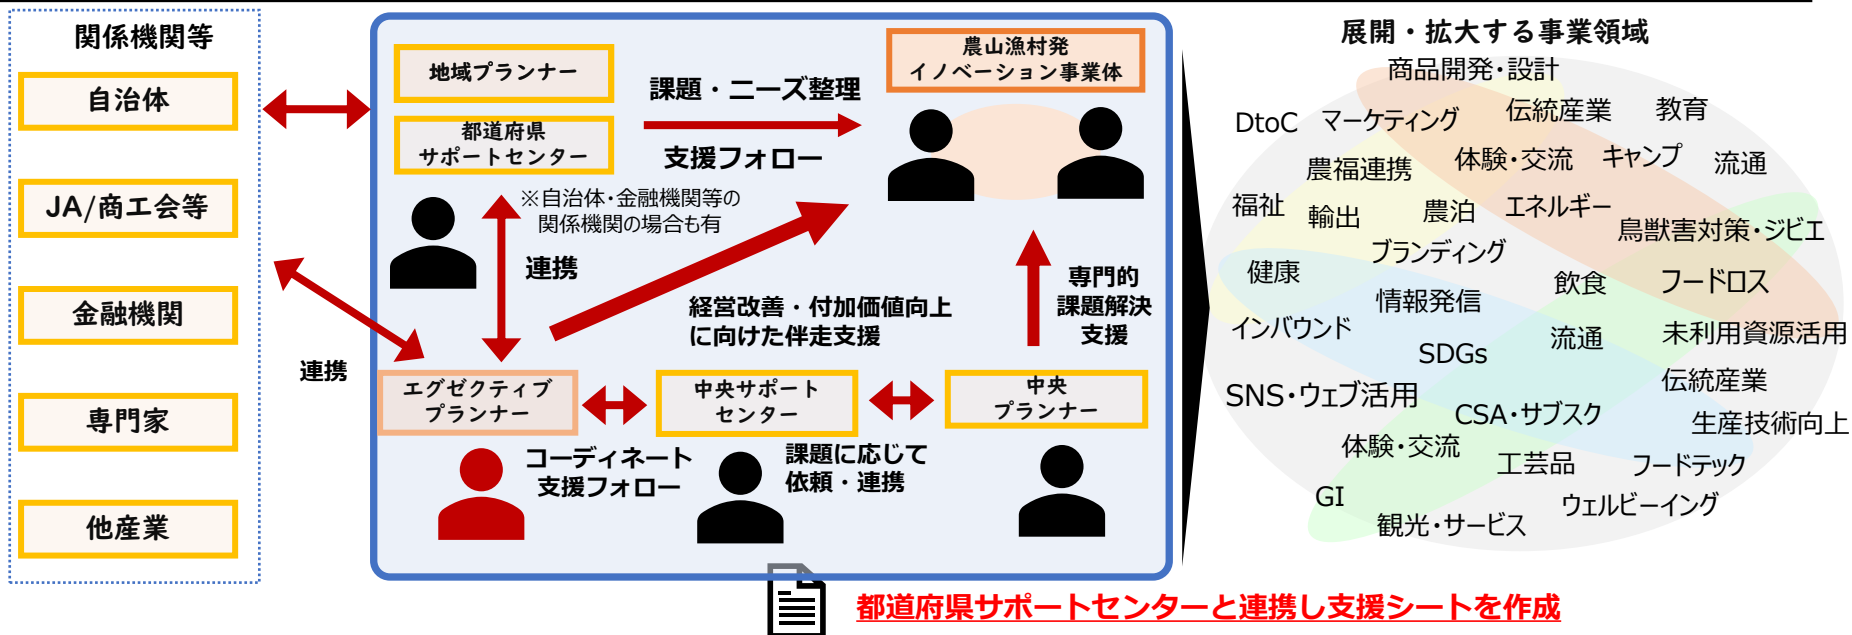 関係機関等
自治体
JA/商工会等
金融機関
専門家
他産業
連携
地域プランナー
都道府県
サポートセンター
課題・ニーズ整理
支援フォロー
農山漁村発
イノベーション事業体
※自治体・金融機関等の
関係機関の場合も有
連携
経営改善・付加価値向上
に向けた伴走支援
専門的
課題解決
支援
エグゼクティブ
プランナー
中央サポート
センター
中央
プランナー
コーディネート
支援フォロー
課題に応じて
依頼・連携
都道府県サポートセンターと連携し支援シートを作成
展開・拡大する事業領域
商品開発・設計
DtoC
マーケティング
伝統産業
教育
農福連携
体験・交流
キャンプ
流通
福祉
輸出
農泊
エネルギー
鳥獣害対策・ジビエ
ブランディング
健康
情報発信
飲食
フードロス
インバウンド
SDGs
流通
未利用資源活用
伝統産業
SNS・ウェブ活用
CSA・サブスク
生産技術向上
体験・交流
工芸品
フードテック
GI
ウェルビーイング
観光・サービス